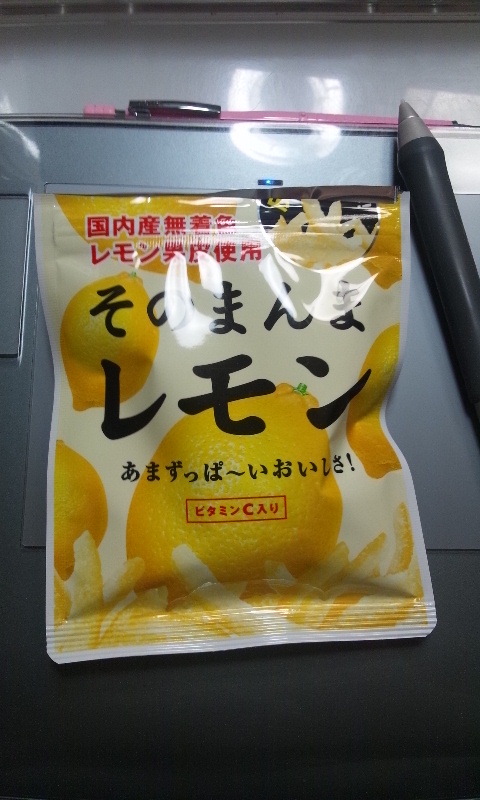 国内産無着色
レモン果皮使用
そのまんま
レモン
あまずっぱ～いおいしさ!
ビタミンC入り